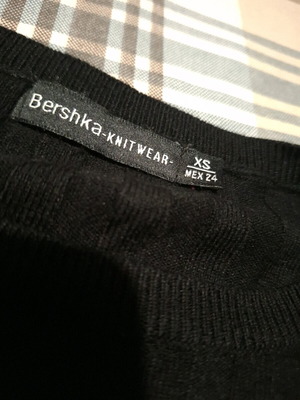 Bershka -KNITWEAR-
XS
MEX 24